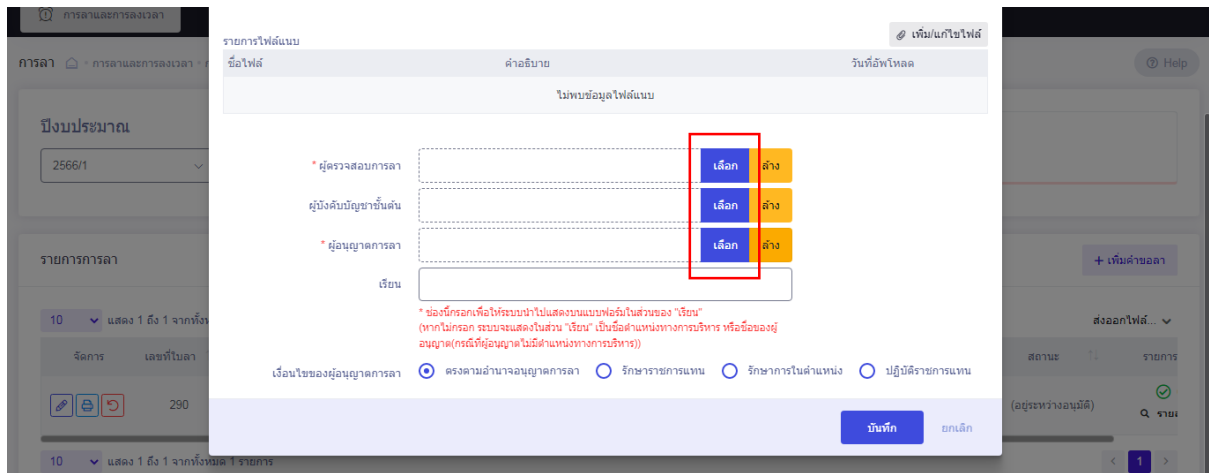 การลาและการลงเวลา
รายการไฟล์แนบ
เพิ่ม/แก้ไขไฟล์
การลา การลาและการลงเวลา
Help
ชื่อไฟล์ คำอธิบาย วันที่อัพโหลด
ไม่พบข้อมูลไฟล์แนบ
ปีงบประมาณ
2566/1
* ผู้ตรวจสอบการลา เลือก ล้าง
ผู้บังคับบัญชาชั้นต้น เลือก ล้าง
* ผู้อนุญาตการลา เลือก ล้าง
รายการการลา
+ เพิ่มคำขอลา
เรียน
* ช่องนี้กรอกเพื่อให้ระบบนำไปแสดงบนแบบฟอร์มในส่วนของ "เรียน"
(หากไม่กรอก ระบบจะแสดงในส่วน "เรียน" เป็นชื่อตำแหน่งทางการบริหาร หรือชื่อของผู้
อนุญาต(กรณีที่ผู้อนุญาตไม่มีตำแหน่งทางการบริหาร))
10 แสดง 1 ถึง 1 จากทั้งห
ส่งออกไฟล์...
จัดการ เลขที่ใบลา สถานะ รายการ
เงื่อนไขของผู้อนุญาตการลา ตรงตามอำนาจอนุญาตการลา รักษาราชการแทน รักษาการในตำแหน่ง ปฏิบัติราชการแทน
290 (อยู่ระหว่างอนุมัติ)
บันทึก ยกเลิก
10 แสดง 1 ถึง 1 จากทั้งหมด 1 รายการ
< 1 >